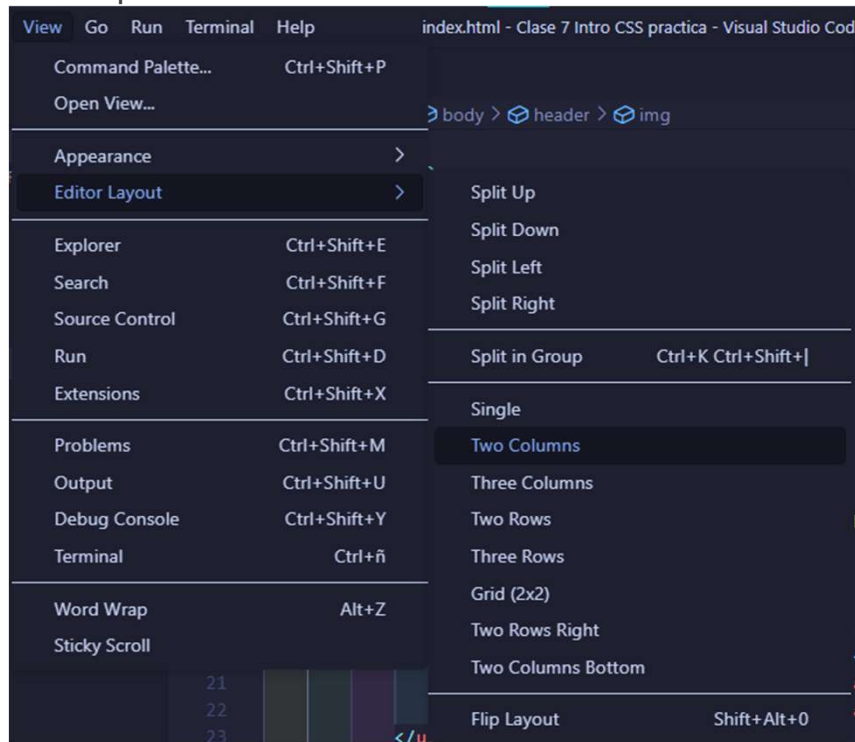 View Go Run Terminal Help index.html - Clase 7 Intro CSS practica - Visual Studio Cod
Command Palette... Ctrl+Shift+P
Open View...
body > header > img
Appearance >
Editor Layout >
Explorer Ctrl+Shift+E
Search Ctrl+Shift+F
Source Control Ctrl+Shift+G
Run Ctrl+Shift+D
Extensions Ctrl+Shift+X
Problems Ctrl+Shift+M
Output Ctrl+Shift+U
Debug Console Ctrl+Shift+Y
Terminal Ctrl+ñ
Word Wrap Alt+Z
Sticky Scroll
Split Up
Split Down
Split Left
Split Right
Split in Group Ctrl+K Ctrl+Shift+|
Single
Two Columns
Three Columns
Two Rows
Three Rows
Grid (2x2)
Two Rows Right
Two Columns Bottom
Flip Layout Shift+Alt+0
21
22
23 </u